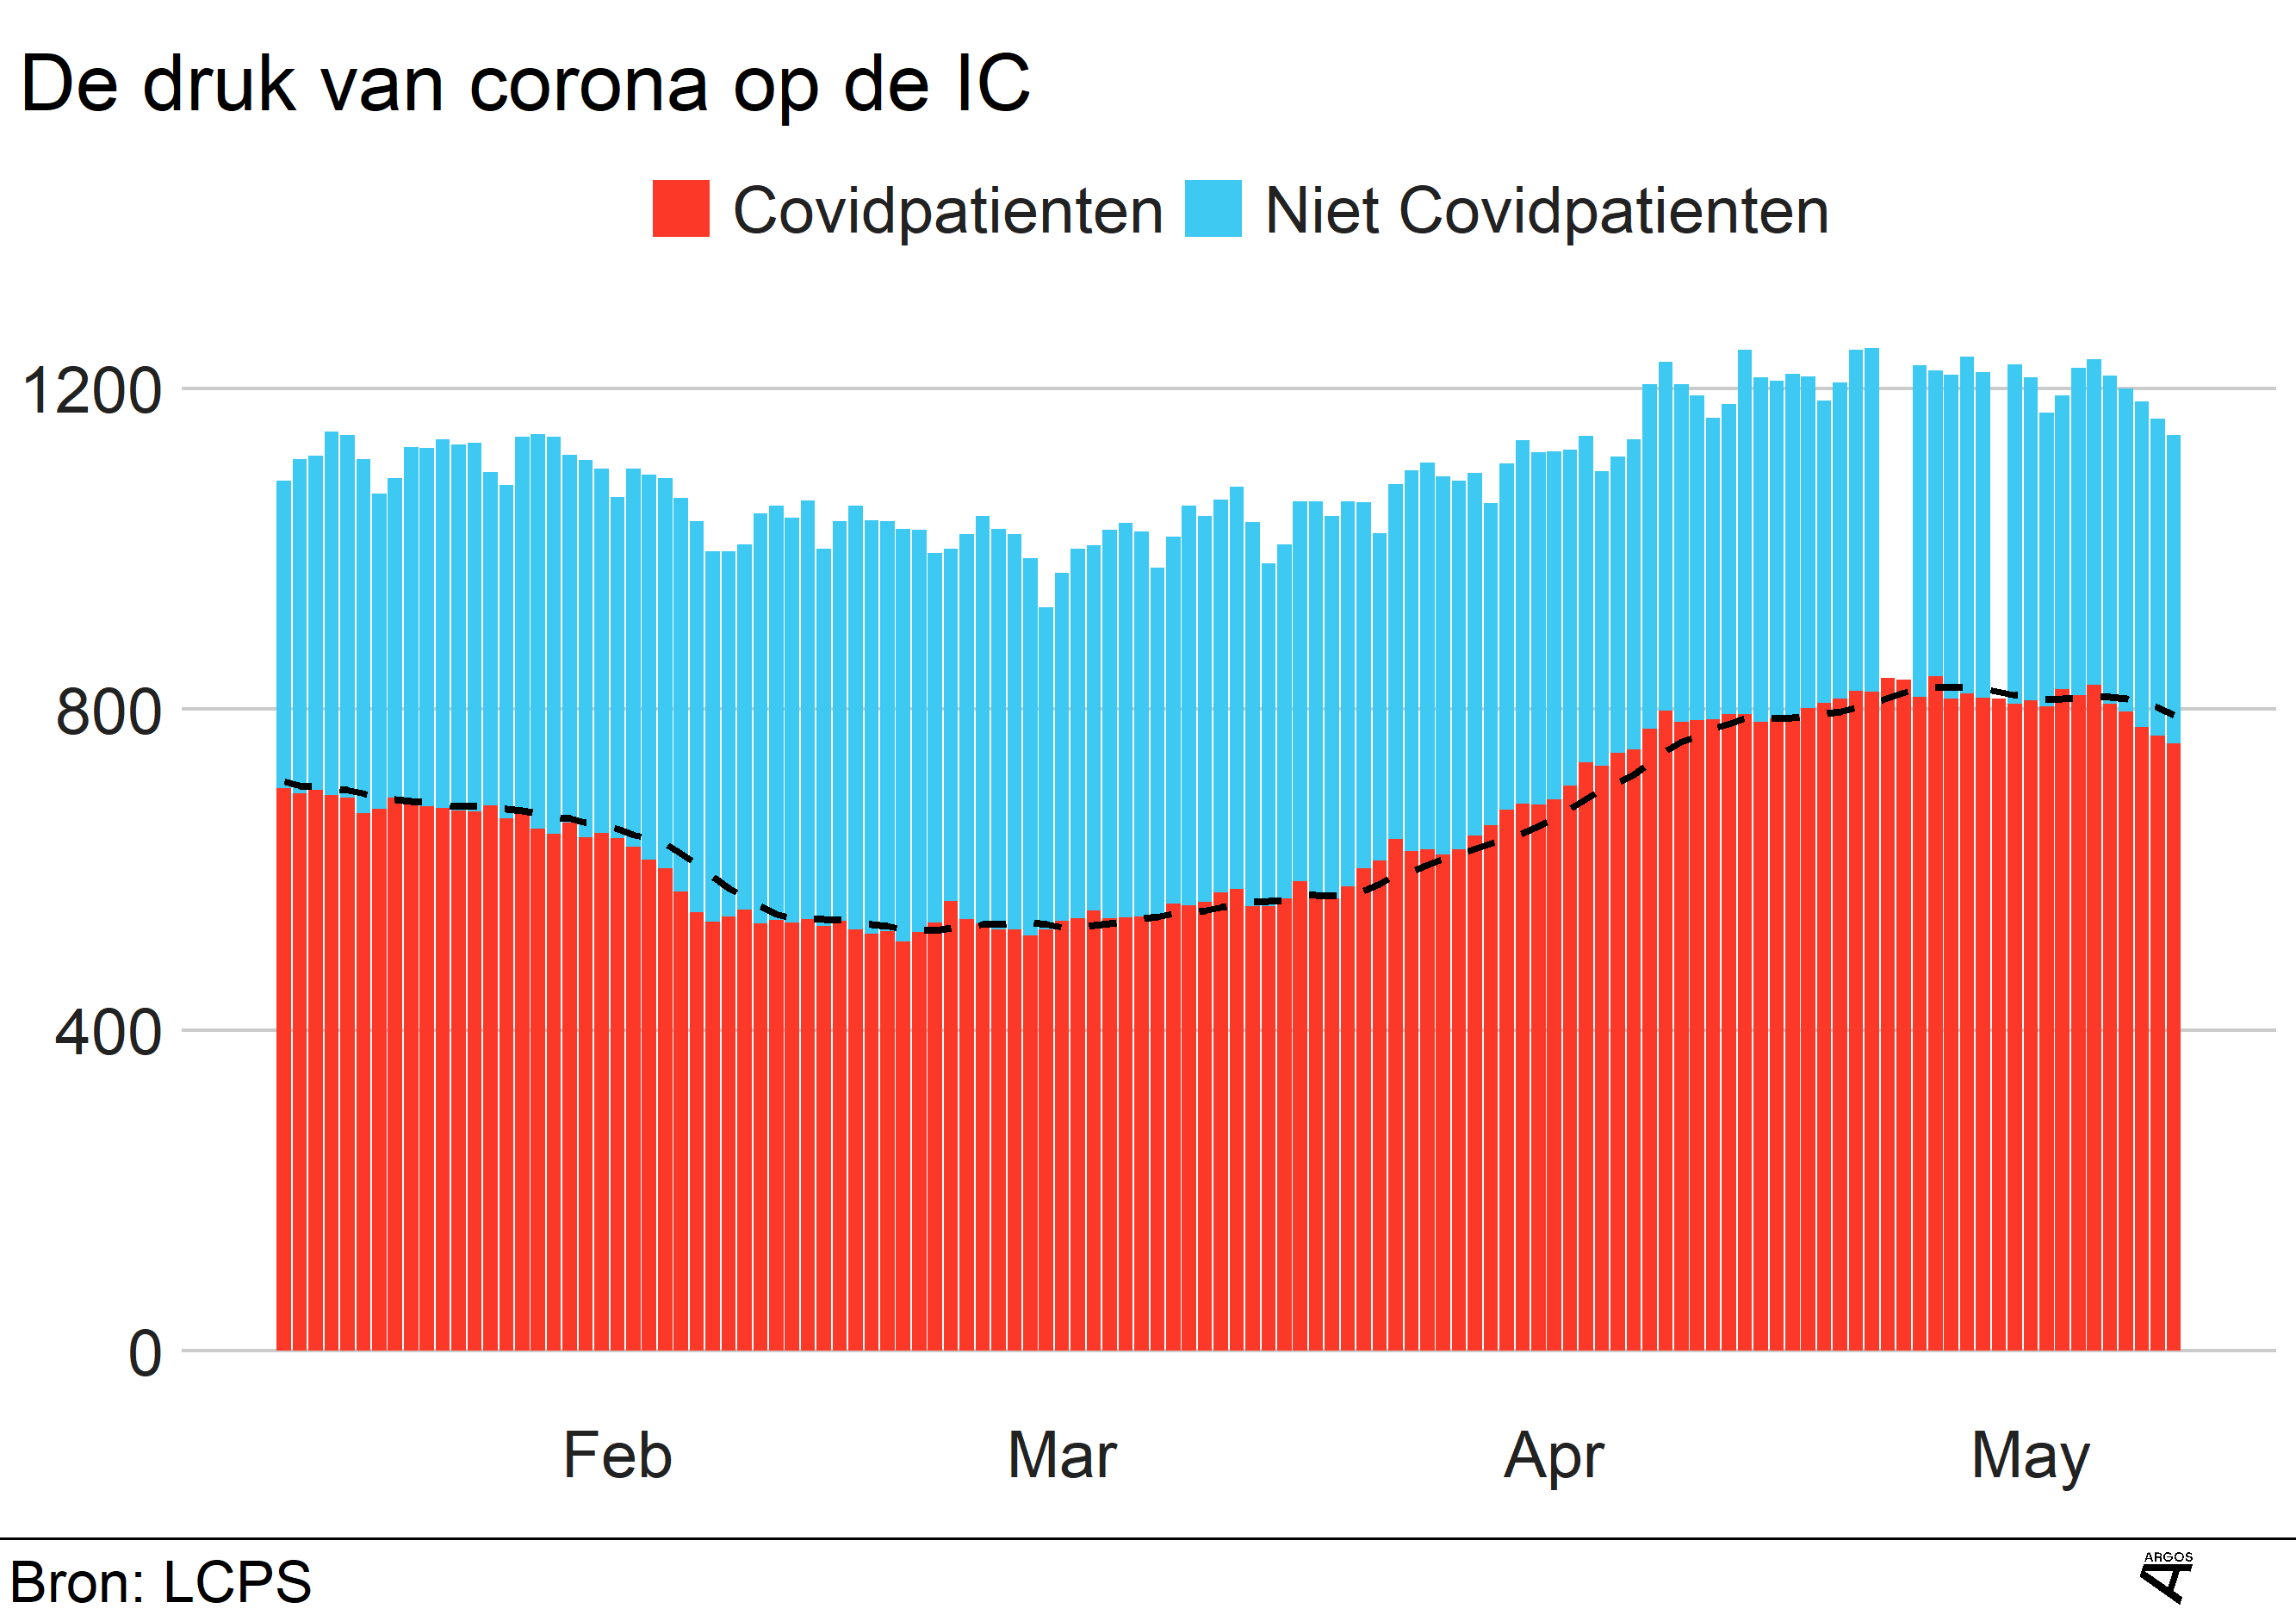 De druk van corona op de IC
Covidpatienten Niet Covidpatienten
1200
800
400
0
Feb Mar Apr May
Bron: LCPS
ARGOS
A